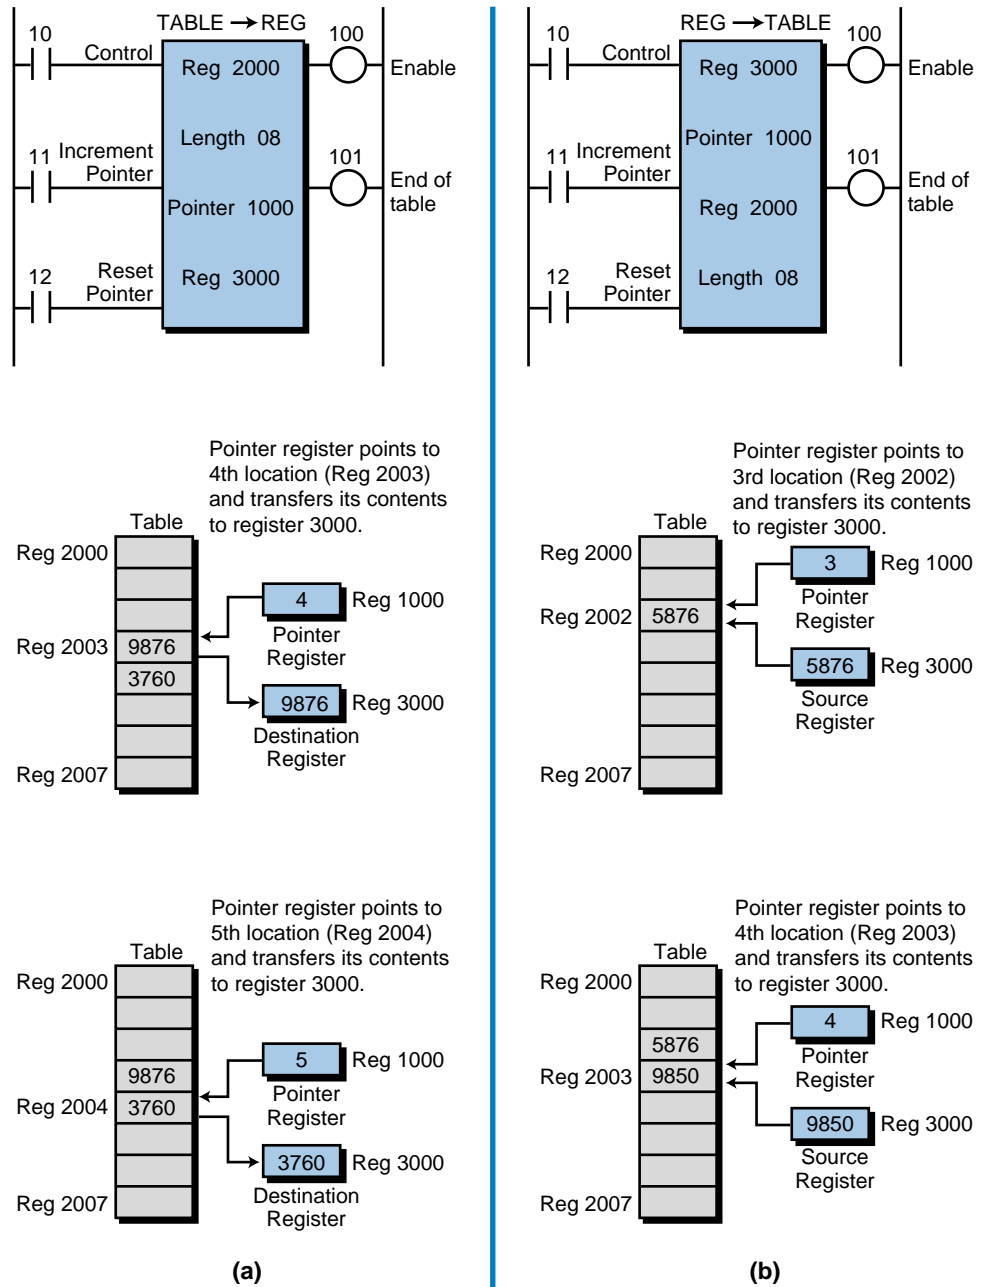 TABLE → REG
10
Control
Reg 2000
100
Enable
Length 08
11
Increment
Pointer
101
End of
table
Pointer 1000
12
Reset
Pointer
Reg 3000
Pointer register points to
4th location (Reg 2003)
and transfers its contents
to register 3000.
Table
Reg 2000
4
Reg 1000
Pointer
Register
Reg 2003
9876
3760
9876
Reg 3000
Destination
Register
Reg 2007
Pointer register points to
5th location (Reg 2004)
and transfers its contents
to register 3000.
Table
Reg 2000
5
Reg 1000
Pointer
Register
9876
Reg 2004
3760
3760
Reg 3000
Destination
Register
Reg 2007
(a)
REG → TABLE
10
Control
Reg 3000
100
Enable
Pointer 1000
11
Increment
Pointer
101
End of
table
Reg 2000
12
Reset
Pointer
Length 08
Pointer register points to
3rd location (Reg 2002)
and transfers its contents
to register 3000.
Table
Reg 2000
3
Reg 1000
Pointer
Register
Reg 2002
5876
5876
Reg 3000
Source
Register
Reg 2007
Pointer register points to
4th location (Reg 2003)
and transfers its contents
to register 3000.
Table
Reg 2000
4
Reg 1000
Pointer
Register
5876
Reg 2003
9850
9850
Reg 3000
Source
Register
Reg 2007
(b)